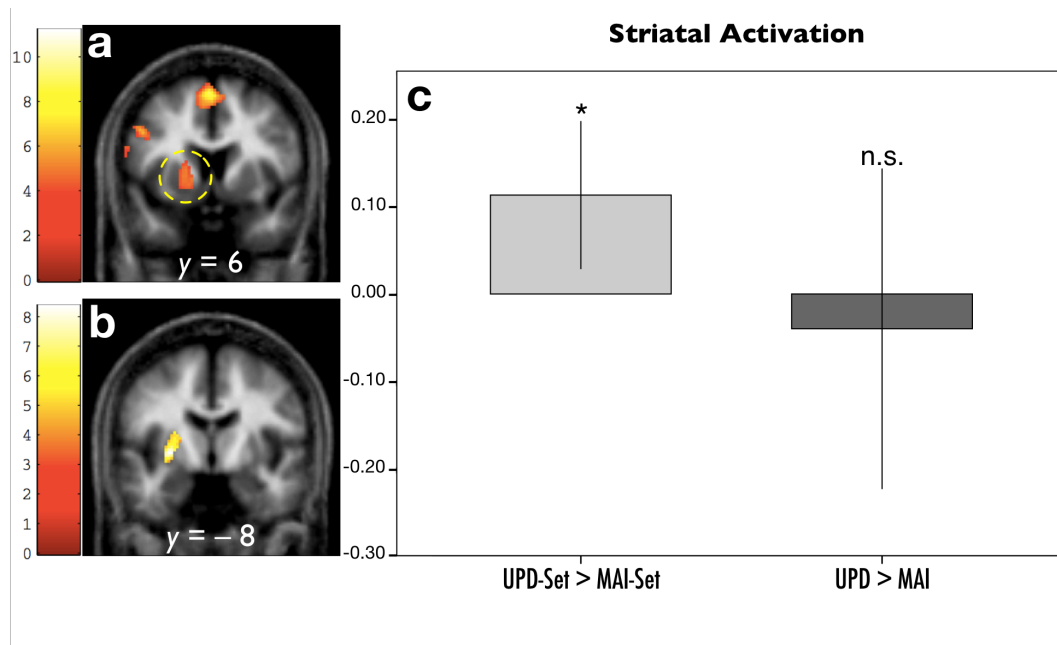 Striatal Activation
a
10
8
6
4
2
0
y = 6
b
8
7
6
5
4
3
2
1
0
y = – 8
c
0.20
0.10
0.00
-0.10
-0.20
-0.30
*
n.s.
UPD-Set > MAI-Set
UPD > MAI